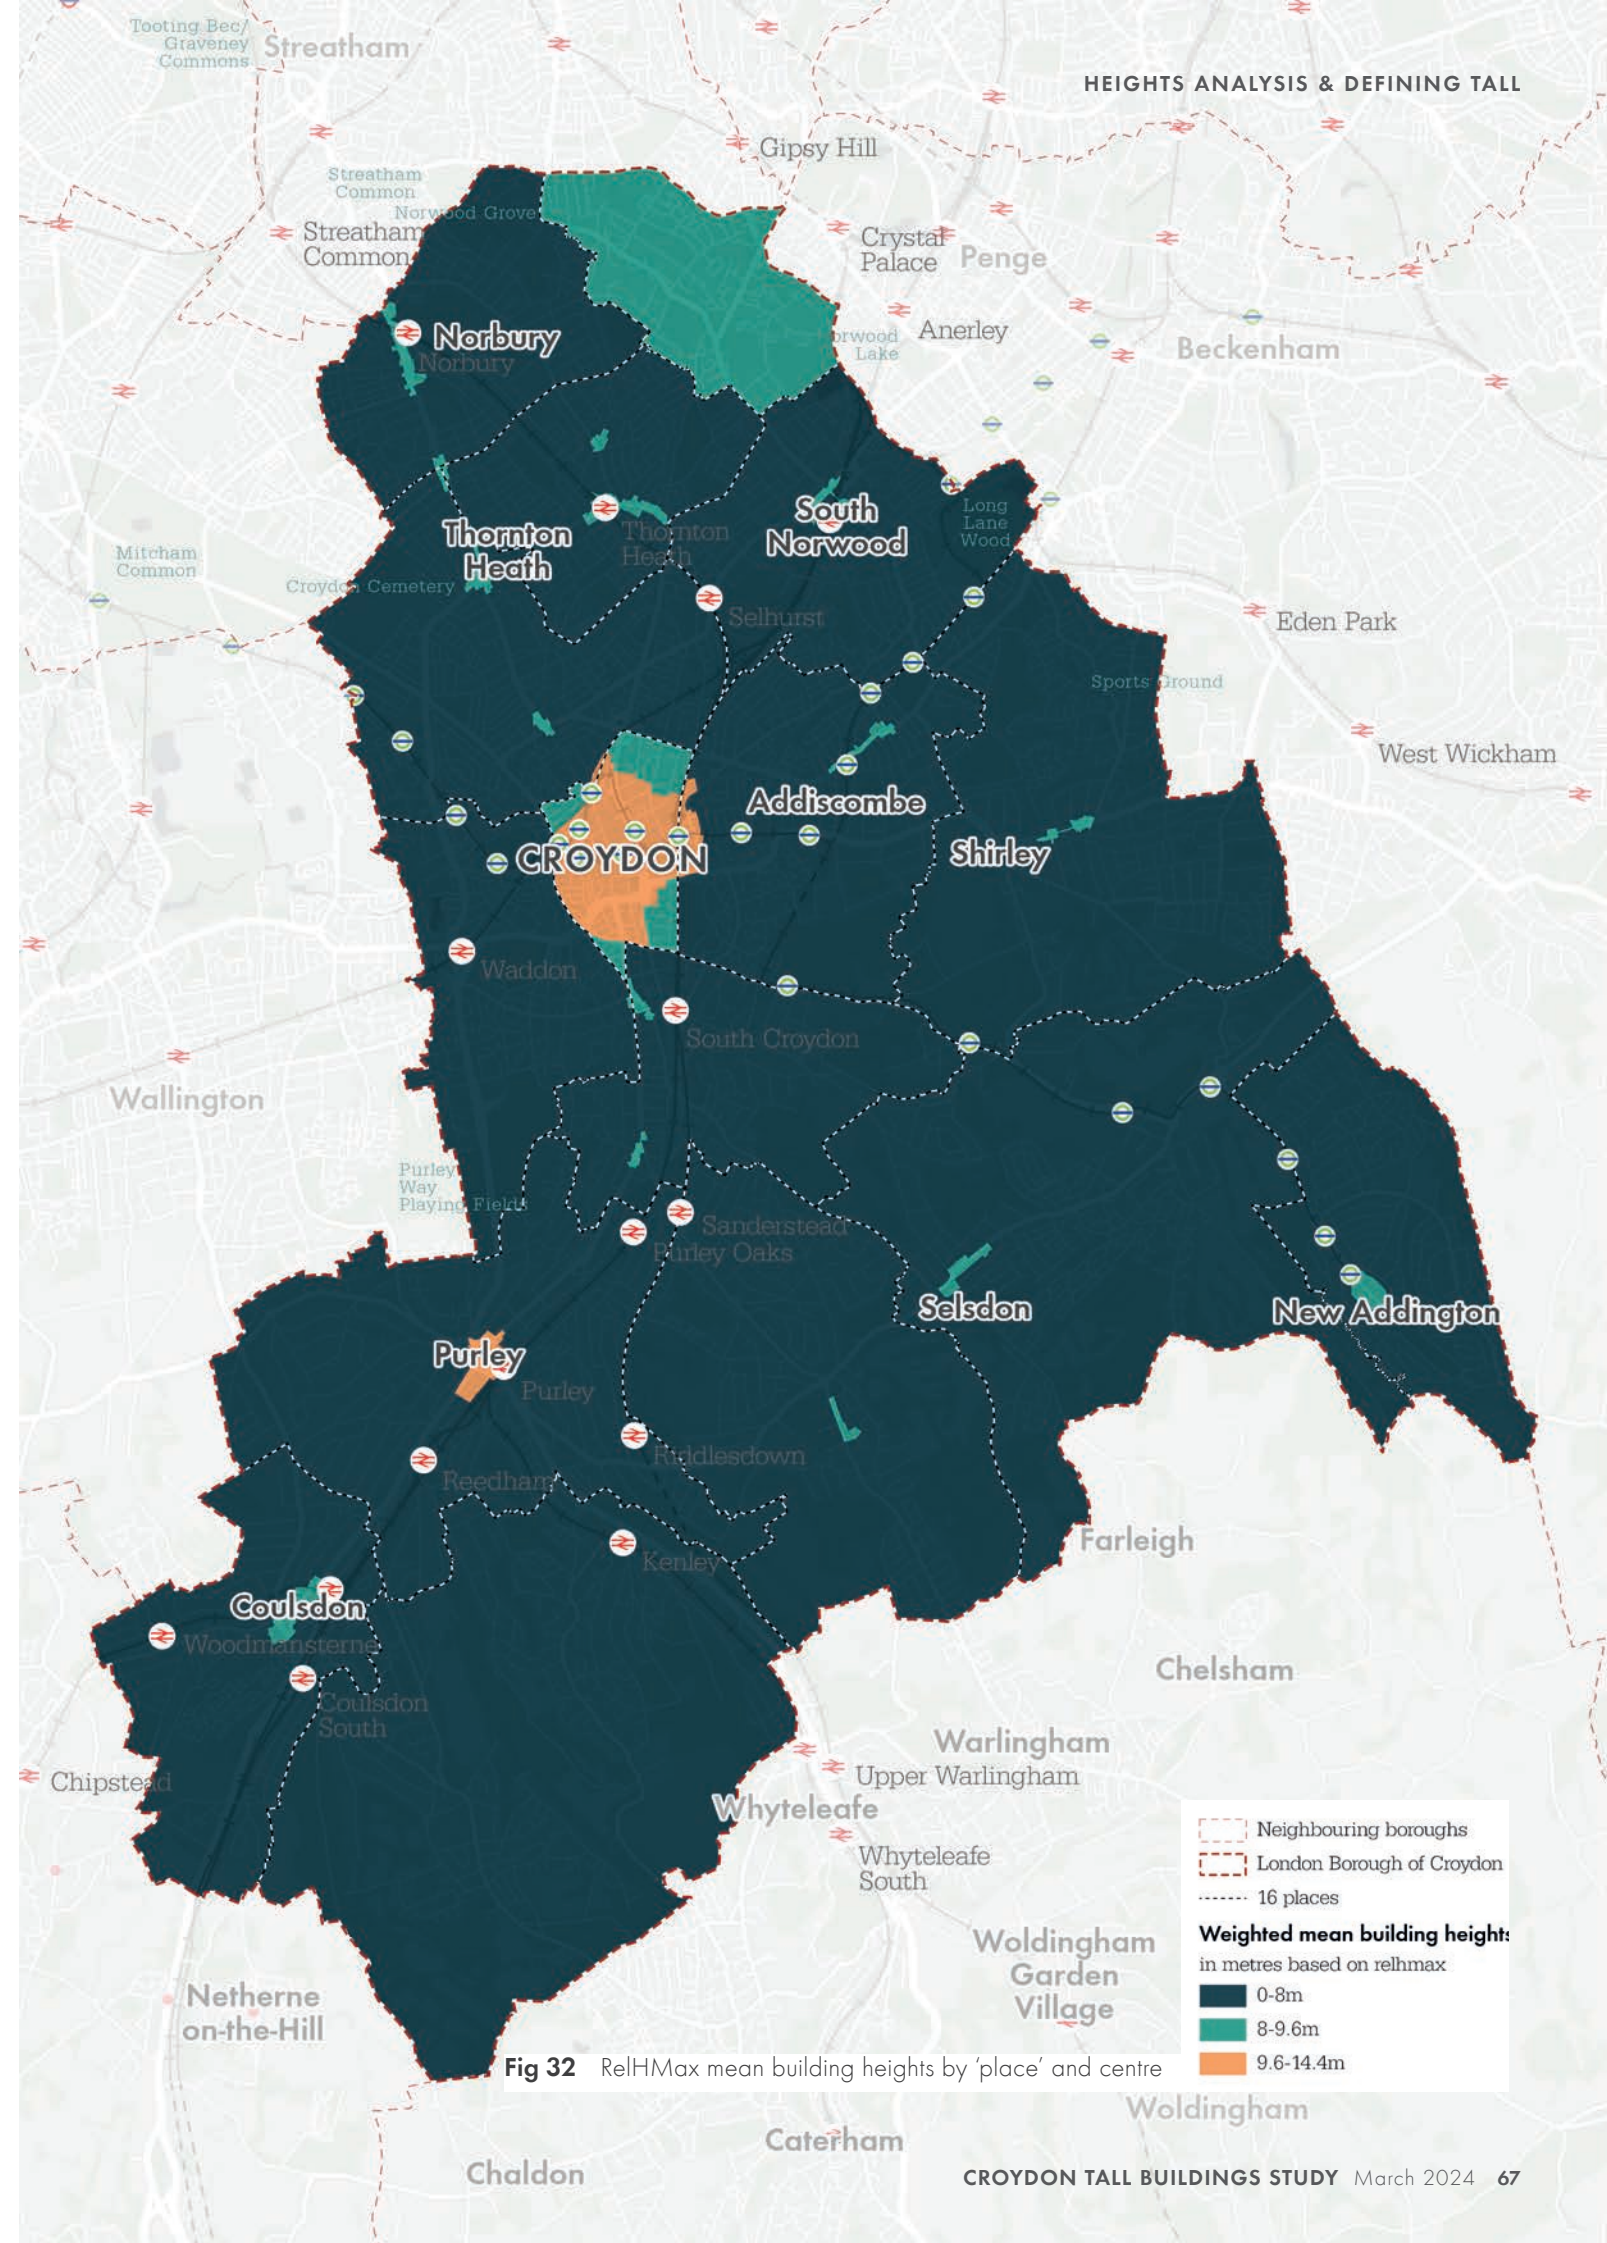 Tooting Bec/
Graveney
Commons
Streatham
HEIGHTS ANALYSIS & DEFINING TALL
Gipsy Hill
Streatham
Common
Norwood Grove
Streatham
Common
Crystal
Palace
Penge
Norbury
Norbury
orwood
Lake
Anerley
Beckenham
South
Norwood
Long
Lane
Wood
Thornton
Heath
Thornton
Heath
Mitcham
Common
Croydon Cemetery
Selhurst
Eden Park
Sports Ground
West Wickham
Addiscombe
CROYDON
Shirley
Waddon
South Croydon
Wallington
Purley
Way
Playing Fields
Sanderstead
Purley Oaks
Selsdon
New Addington
Purley
Purley
Riddlesdown
Reedham
Farleigh
Kenley
Coulsdon
Woodmansterne
Chelsham
Coulsdon
South
Warlingham
Upper Warlingham
Chipstead
Whyteleafe
Whyteleafe
South
Neighbouring boroughs
London Borough of Croydon
16 places
Weighted mean building heights
in metres based on relhmax
0-8m
8-9.6m
9.6-14.4m
Woldingham
Garden
Village
Netherne
on-the-Hill
Fig 32 RelHMax mean building heights by ‘place’ and centre
Woldingham
Caterham
Chaldon
CROYDON TALL BUILDINGS STUDY March 2024 67